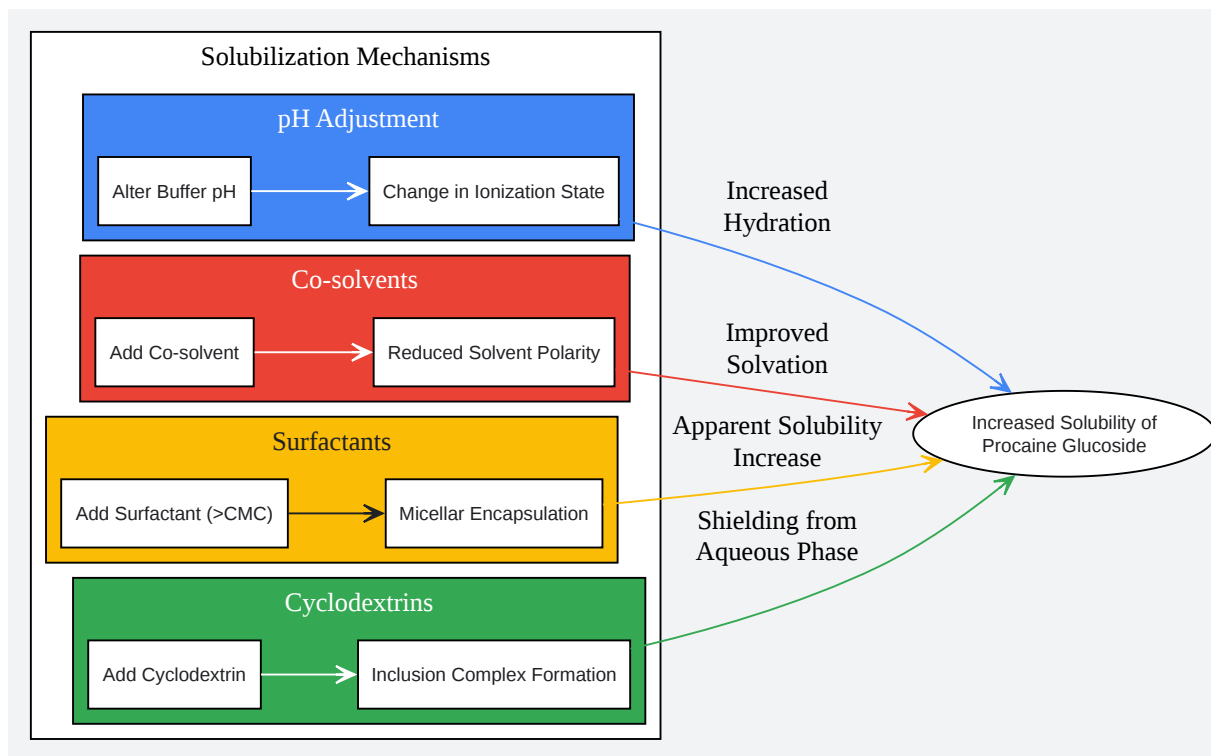 Solubilization Mechanisms
pH Adjustment
Alter Buffer pH
Change in Ionization State
Increased
Hydration
Co-solvents
Add Co-solvent
Reduced Solvent Polarity
Improved
Solvation
Surfactants
Add Surfactant (>CMC)
Micellar Encapsulation
Apparent Solubility
Increase
Cyclodextrins
Add Cyclodextrin
Inclusion Complex Formation
Shielding from
Aqueous Phase
Increased Solubility of
Procaine Glucoside